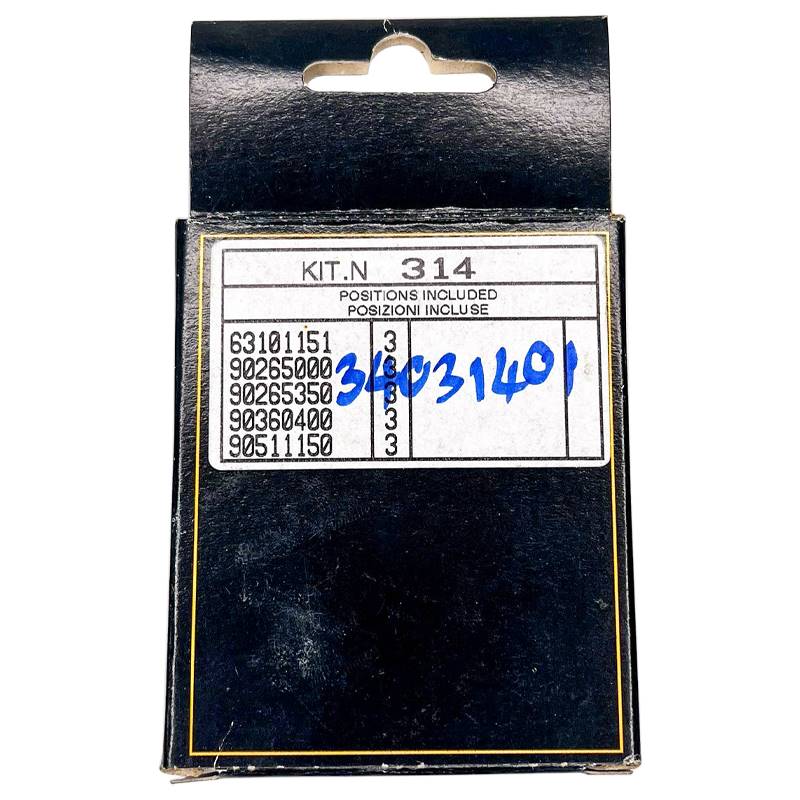 KIT.N 314
POSITIONS INCLUDED
POSIZIONI INCLUSE
63101151 3
90265000 3
90265350 3
90360400 3
90511150 3
34031401